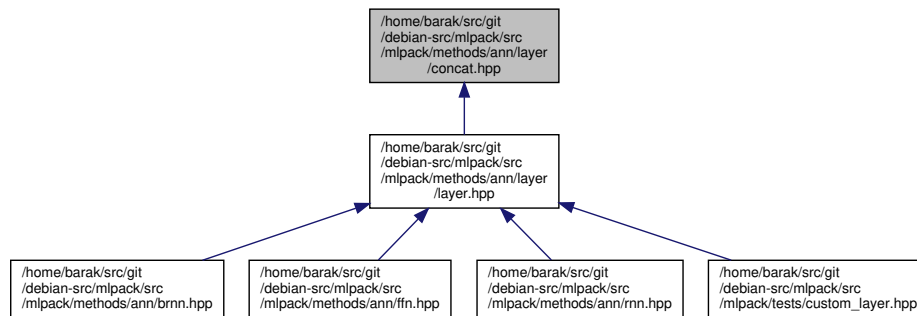 /home/barak/src/git
/debian-src/mlpack/src
/mlpack/methods/ann/layer
/concat.hpp
/home/barak/src/git
/debian-src/mlpack/src
/mlpack/methods/ann/layer
/layer.hpp
/home/barak/src/git
/debian-src/mlpack/src
/mlpack/methods/ann/brnn.hpp
/home/barak/src/git
/debian-src/mlpack/src
/mlpack/methods/ann/ffn.hpp
/home/barak/src/git
/debian-src/mlpack/src
/mlpack/methods/ann/rnn.hpp
/home/barak/src/git
/debian-src/mlpack/src
/mlpack/tests/custom_layer.hpp